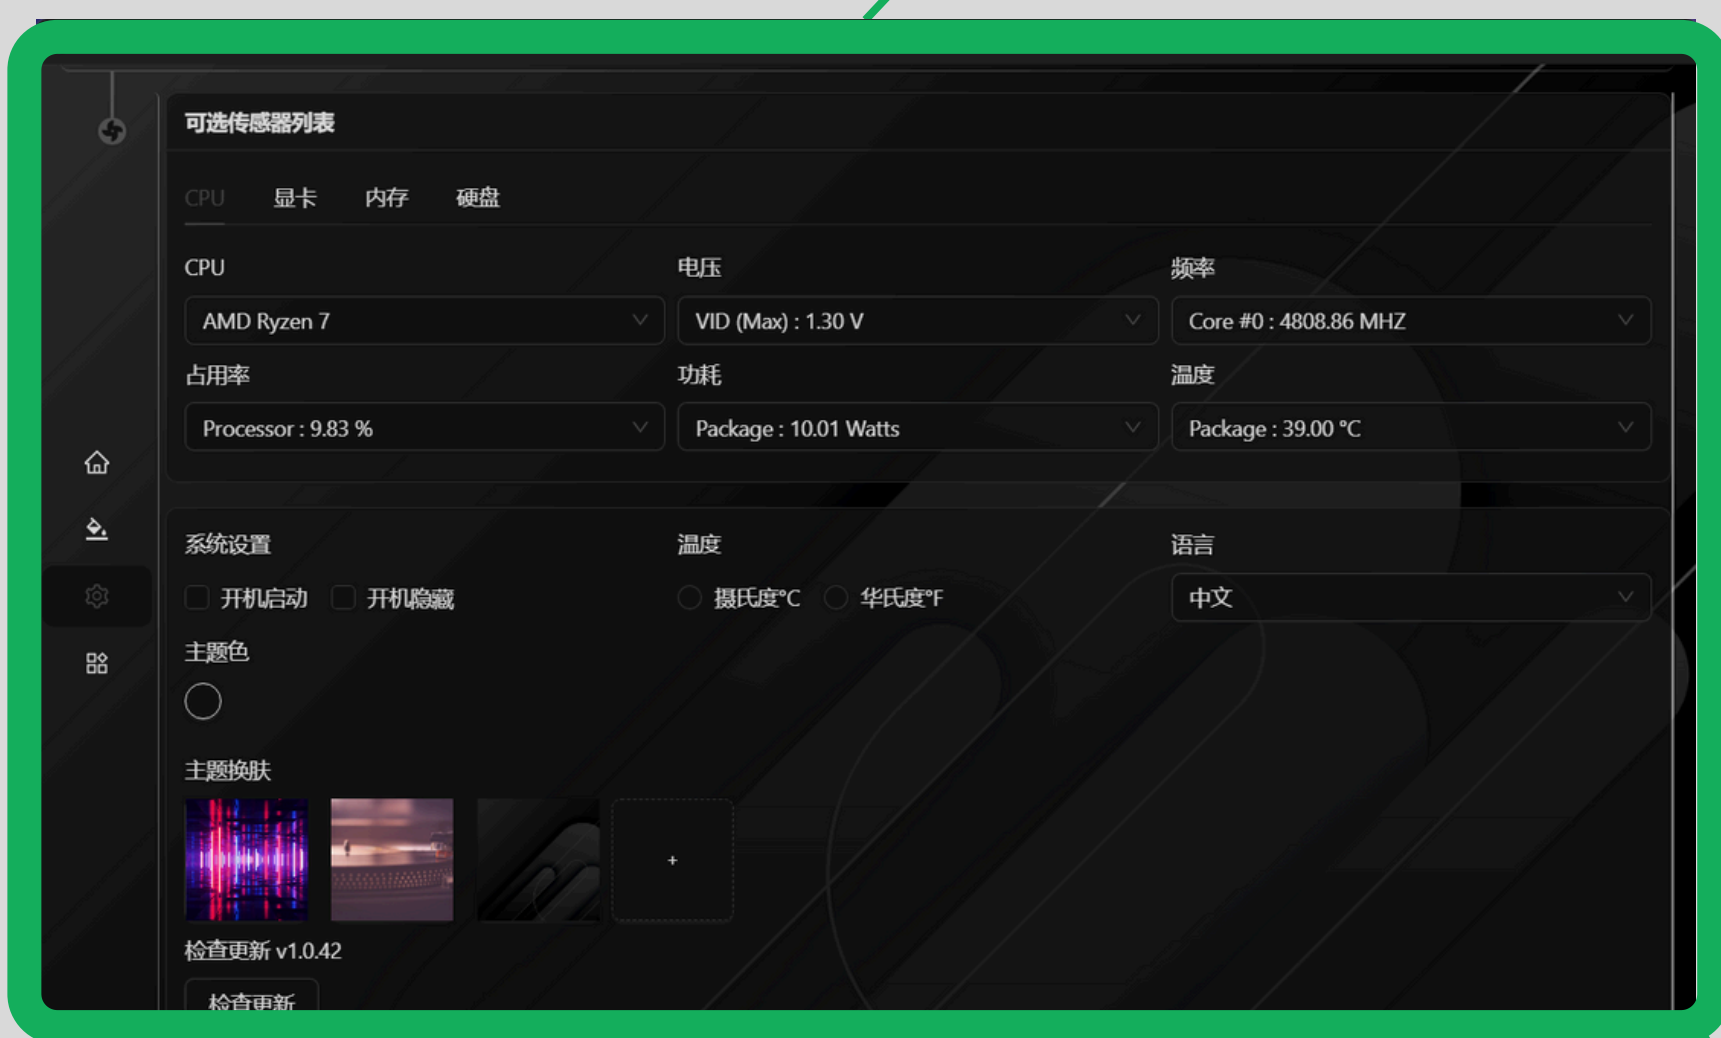 可选传感器列表
CPU 显卡 内存 硬盘
CPU 电压 频率
AMD Ryzen 7 VID (Max) : 1.30 V Core #0 : 4808.86 MHZ
占用率 功耗 温度
Processor : 9.83 % Package : 10.01 Watts Package : 39.00 °C
系统设置 温度 语言
开机启动 开机隐藏 摄氏度°C 华氏度°F 中文
主题色
主题换肤
+
检查更新 v1.0.42
检查更新